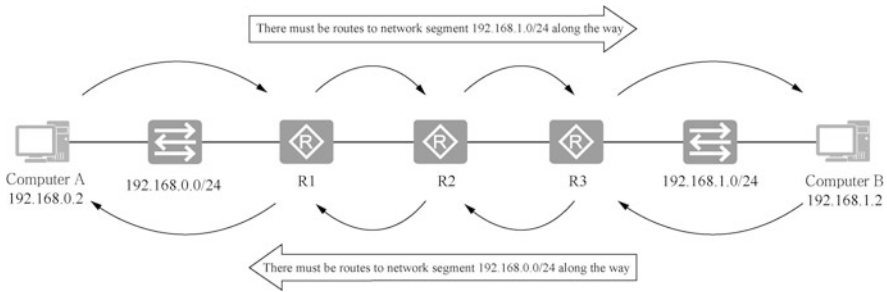 There must be routes to network segment 192.168.1.0/24 along the way
R
R
R
Computer A
192.168.0.2
192.168.0.0/24
R1
R2
R3
192.168.1.0/24
Computer B
192.168.1.2
There must be routes to network segment 192.168.0.0/24 along the way